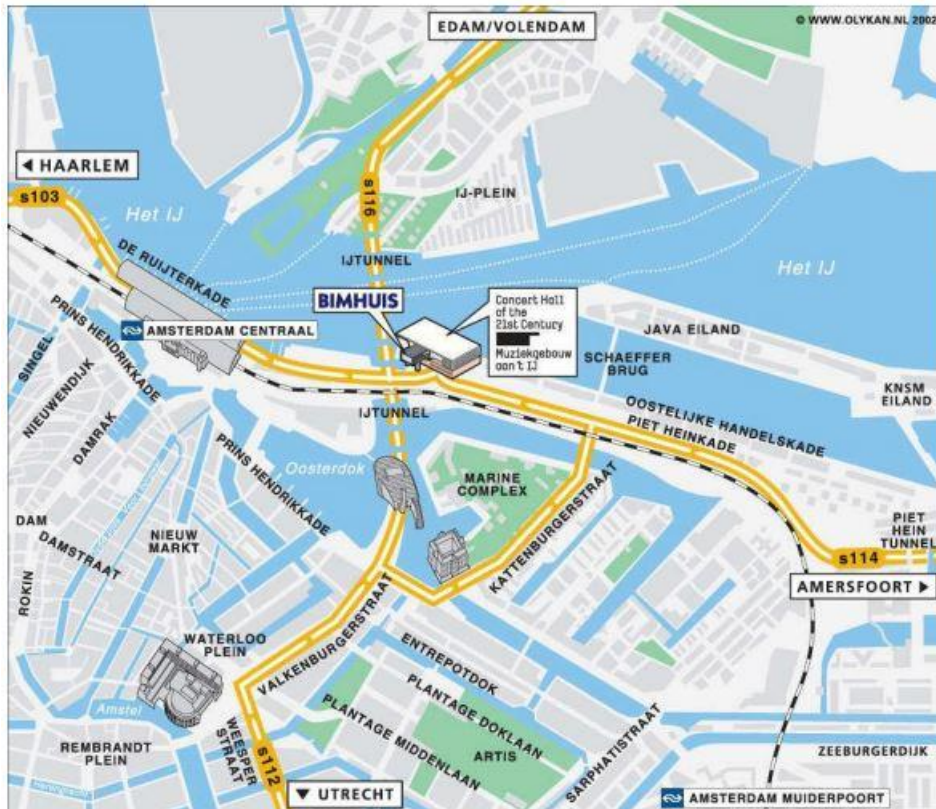 EDAM/VOLENDAM
© WWW.OLYKAN.NL 2002
◄ HAARLEM
s103
s116
IJ-PLEIN
Het IJ
DE RUIJTERKADE
IJTUNNEL
Het IJ
BIMHUIS
Concert Hall
of the
21st Century
Muziekgebouw
aan't IJ
AMSTERDAM CENTRAAL
JAVA EILAND
SCHAEFFER
BRUG
PRINS HENDRIKKADE
SINGEL
NIEUWENDIJK
DAMRAK
KNSM
EILAND
IJTUNNEL
OOSTELIJKE HANDELSKADE
PIET HEINKADE
PRINS HENDRIKKADE
Oosterdok
MARINE
COMPLEX
KATTENBURGERSTRAAT
DAM
DAMSTRAAT
NIEUW
MARKT
PIET
HEIN
TUNNEL
s114
AMERSFOORT ►
ROKIN
WATERLOO
PLEIN
VALKENBURGERSTRAAT
ENTREPOTDOK
PLANTAGE DOKLAAN
PLANTAGE MIDDENLAAN
ARTIS
SARPHATISTRAAT
Amstel
REMBRANDT
PLEIN
WEESPER
STRAAT
s112
ZEEBURGERDIJK
▼ UTRECHT
AMSTERDAM MUIDERPOORT